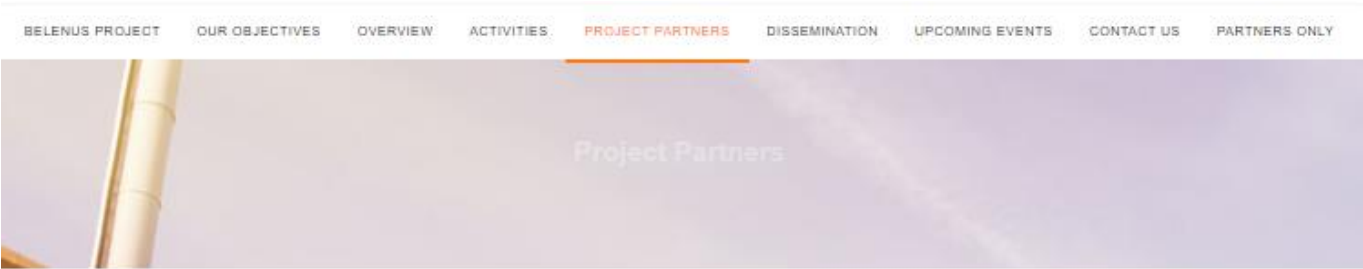 BELENUS PROJECT OUR OBJECTIVES OVERVIEW ACTIVITIES PROJECT PARTNERS DISSEMINATION UPCOMING EVENTS CONTACT US PARTNERS ONLY
Project Partners